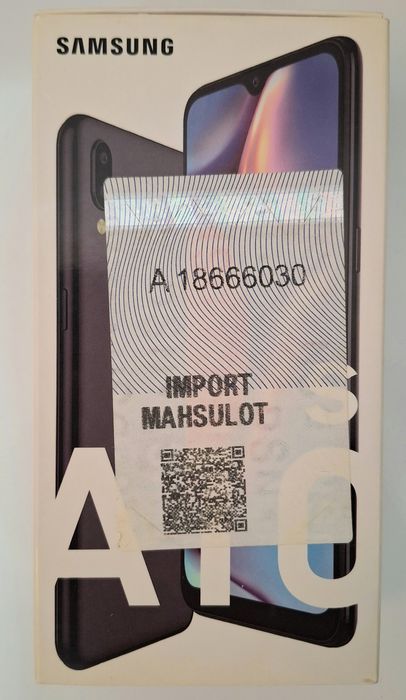 SAMSUNG
A 18666030
IMPORT
MAHSULOT
s
A10